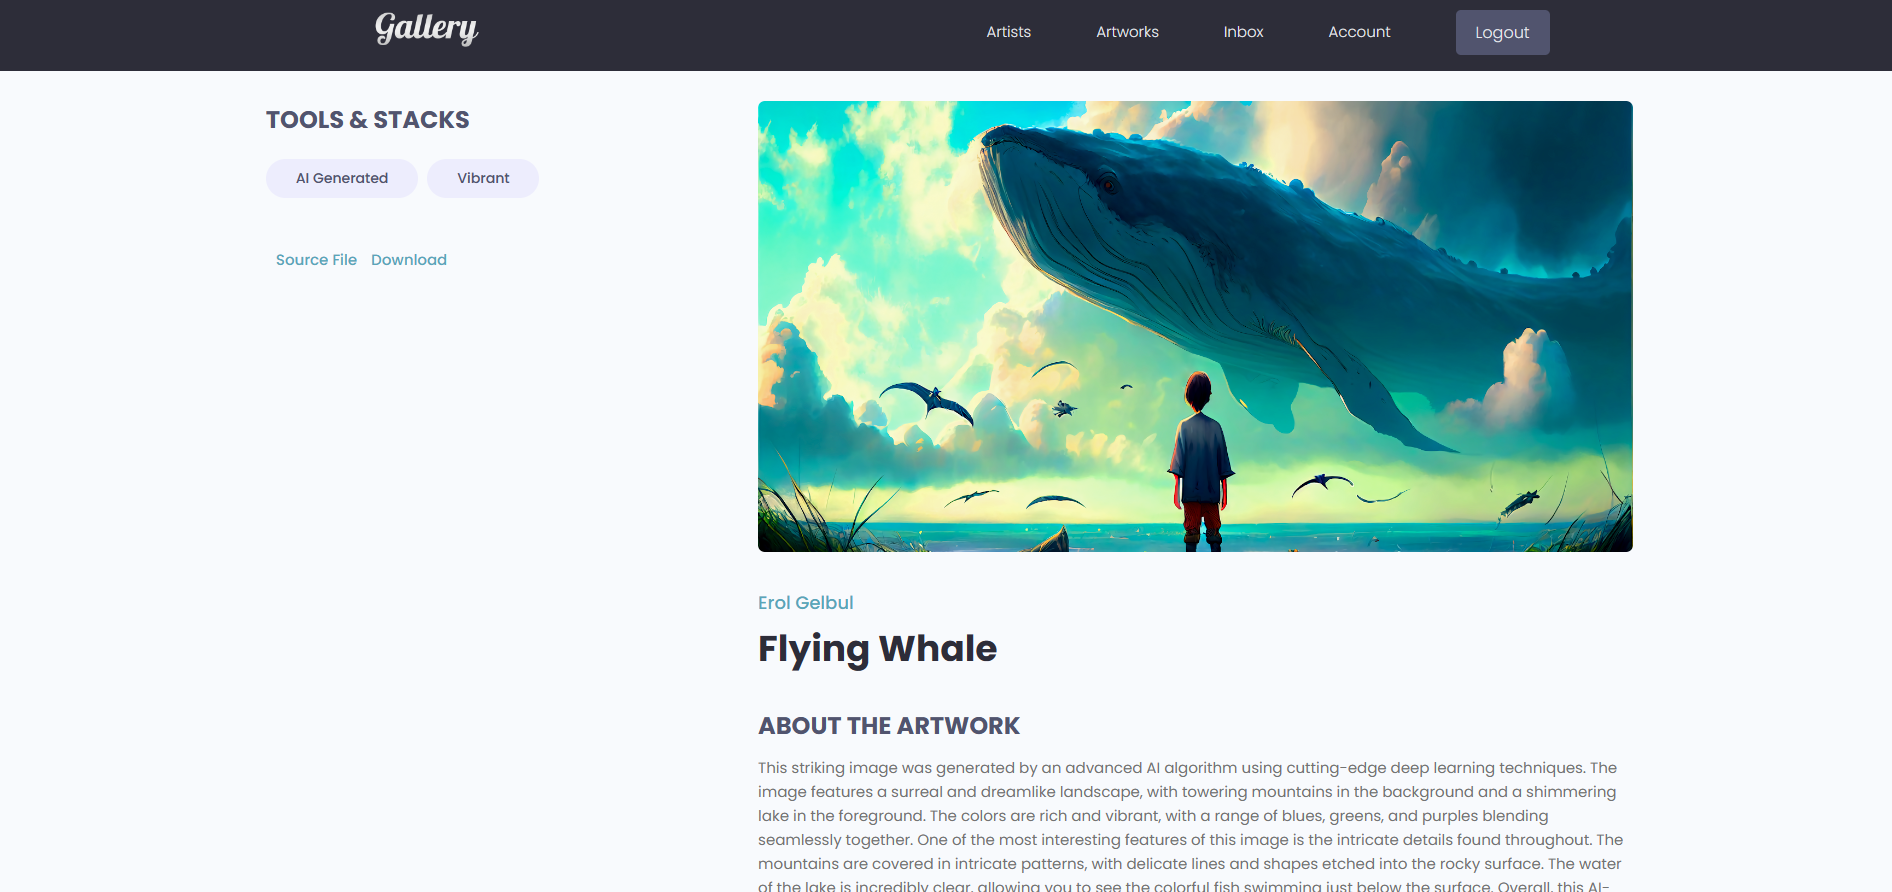 Gallery
Artists Artworks Inbox Account Logout
TOOLS & STACKS
AI Generated Vibrant
Source File Download
Erol Gelbul
Flying Whale
ABOUT THE ARTWORK
This striking image was generated by an advanced AI algorithm using cutting-edge deep learning techniques. The
image features a surreal and dreamlike landscape, with towering mountains in the background and a shimmering
lake in the foreground. The colors are rich and vibrant, with a range of blues, greens, and purples blending
seamlessly together. One of the most interesting features of this image is the intricate details found throughout. The
mountains are covered in intricate patterns, with delicate lines and shapes etched into the rocky surface. The water
of the lake is incredibly clear, allowing you to see the colorful fish swimming just below the surface. Overall, this AI-